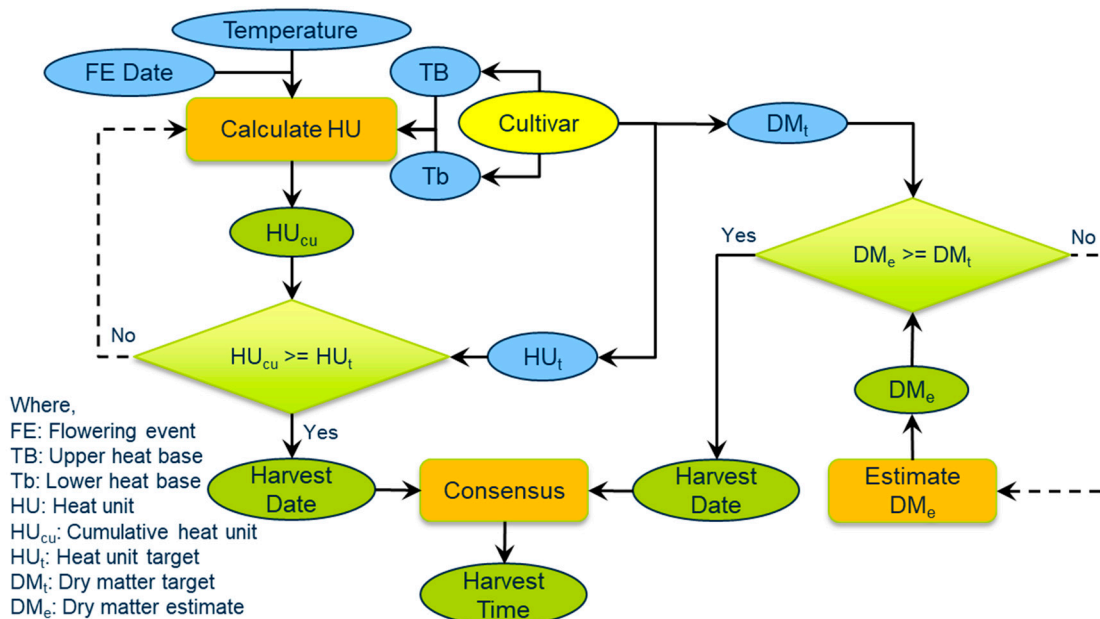 Temperature
FE Date
TB
Calculate HU
Cultivar
DMₜ
Tb
HU_cu
Yes
DMₑ >= DMₜ
No
No
HU_cu >= HUₜ
HUₜ
DMₑ
Where,
FE: Flowering event
TB: Upper heat base
Tb: Lower heat base
HU: Heat unit
HU_cu: Cumulative heat unit
HUₜ: Heat unit target
DMₜ: Dry matter target
DMₑ: Dry matter estimate
Yes
Harvest
Date
Consensus
Harvest
Date
Estimate
DMₑ
Harvest
Time